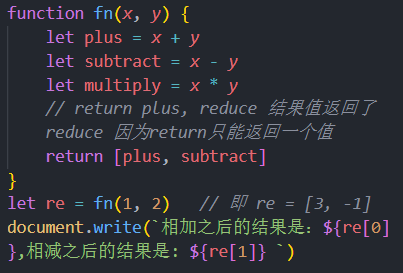 function fn(x, y) {
    let plus = x + y
    let subtract = x - y
    let multiply = x * y
    // return plus, reduce 结果值返回了
    reduce 因为return只能返回一个值
    return [plus, subtract]
}
let re = fn(1, 2)   // 即 re = [3, -1]
document.write(`相加之后的结果是: ${re[0]
},相减之后的结果是: ${re[1]} `)